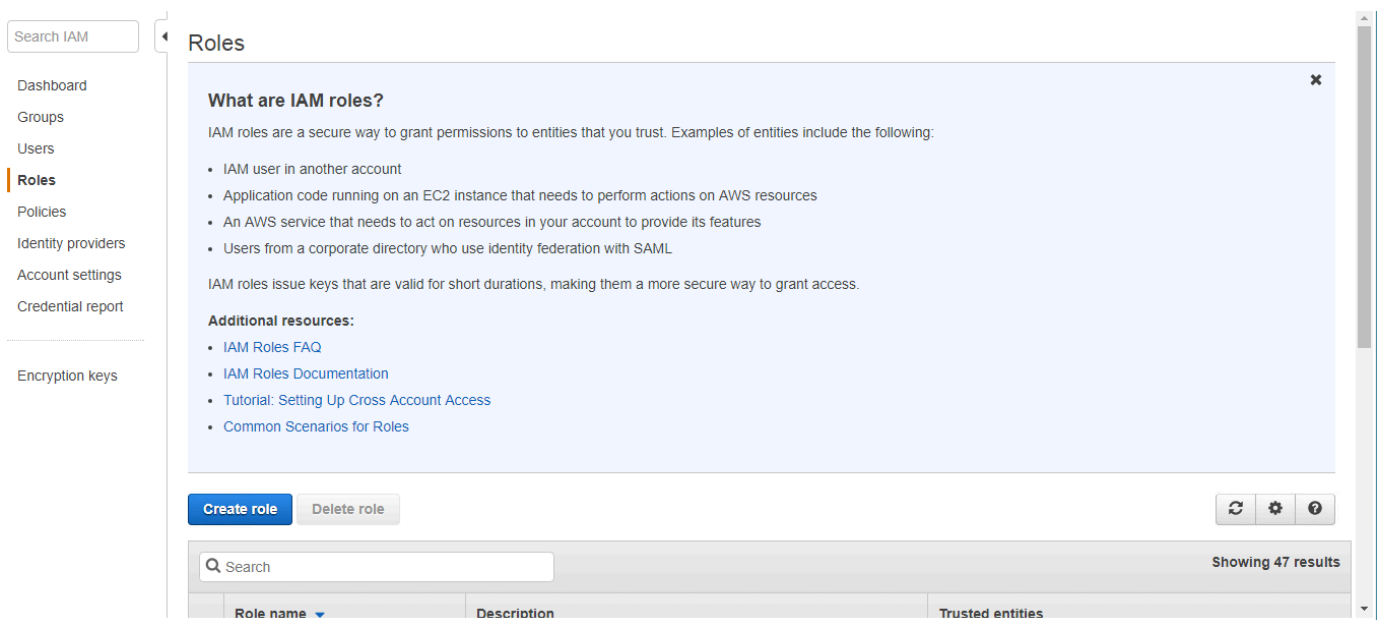 Search IAM
Dashboard
Groups
Users
Roles
Policies
Identity providers
Account settings
Credential report
Encryption keys
Roles
What are IAM roles?
IAM roles are a secure way to grant permissions to entities that you trust. Examples of entities include the following:
• IAM user in another account
• Application code running on an EC2 instance that needs to perform actions on AWS resources
• An AWS service that needs to act on resources in your account to provide its features
• Users from a corporate directory who use identity federation with SAML
IAM roles issue keys that are valid for short durations, making them a more secure way to grant access.
Additional resources:
• IAM Roles FAQ
• IAM Roles Documentation
• Tutorial: Setting Up Cross Account Access
• Common Scenarios for Roles
Create role Delete role
Search Showing 47 results
Role name Description Trusted entities